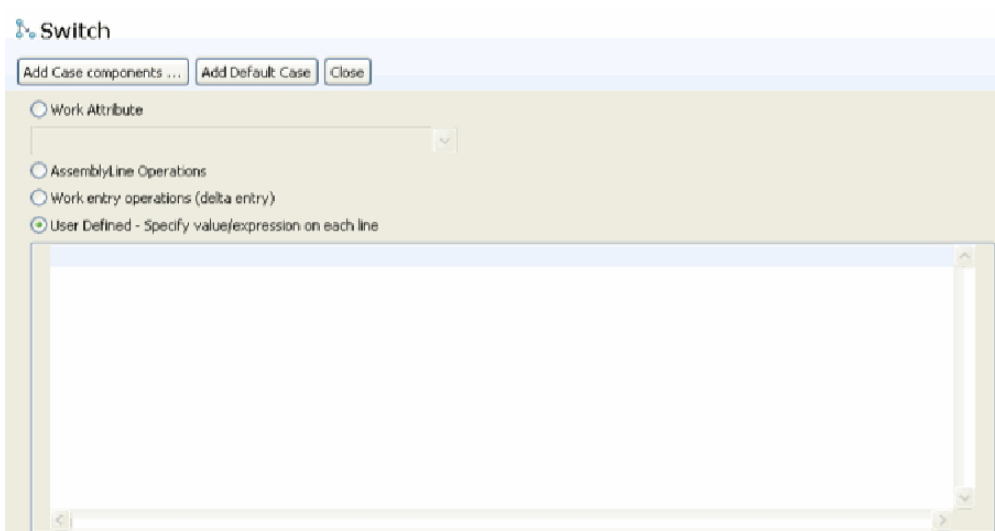 Switch
Add Case components ... Add Default Case Close
Work Attribute
AssemblyLine Operations
Work entry operations (delta entry)
User Defined - Specify value/expression on each line